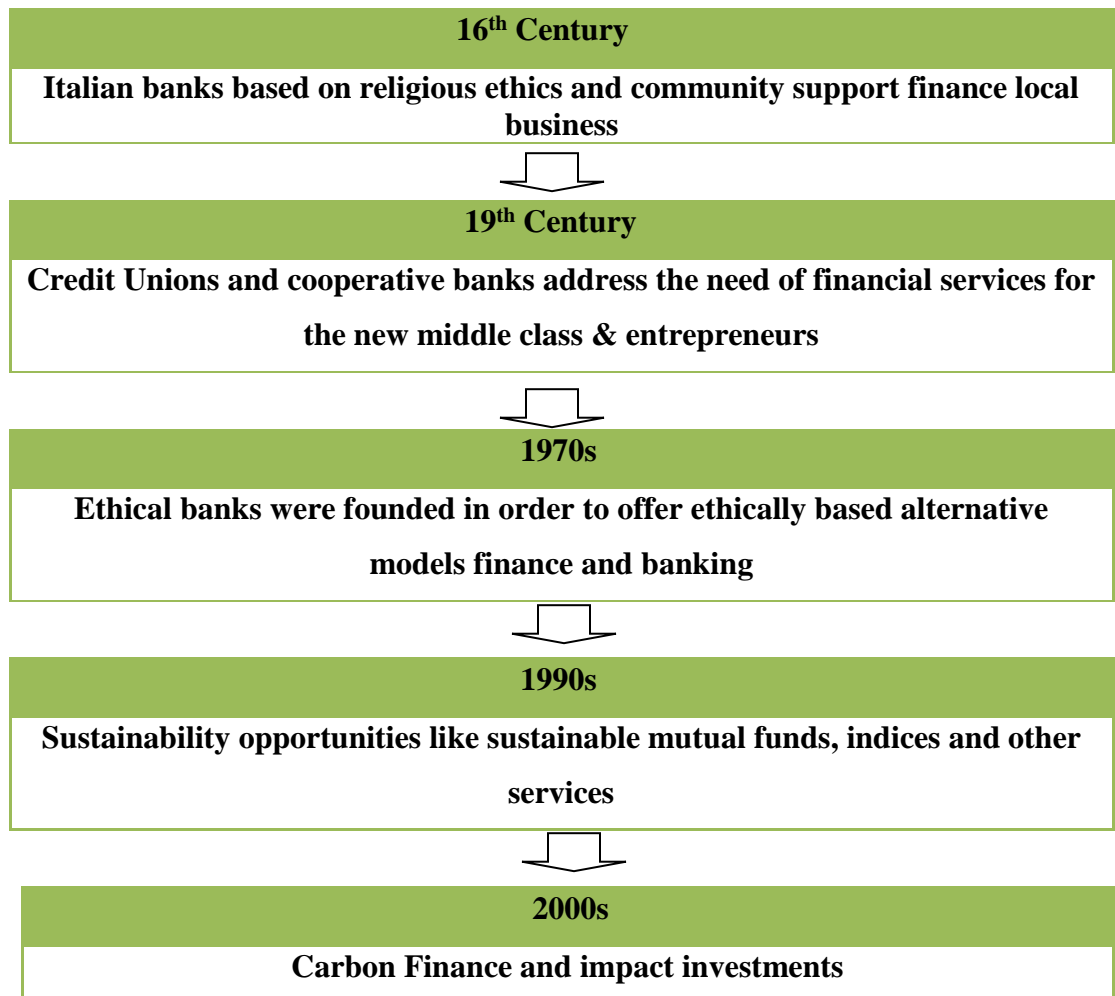 16th Century
Italian banks based on religious ethics and community support finance local
business
19th Century
Credit Unions and cooperative banks address the need of financial services for
the new middle class & entrepreneurs
1970s
Ethical banks were founded in order to offer ethically based alternative
models finance and banking
1990s
Sustainability opportunities like sustainable mutual funds, indices and other
services
2000s
Carbon Finance and impact investments